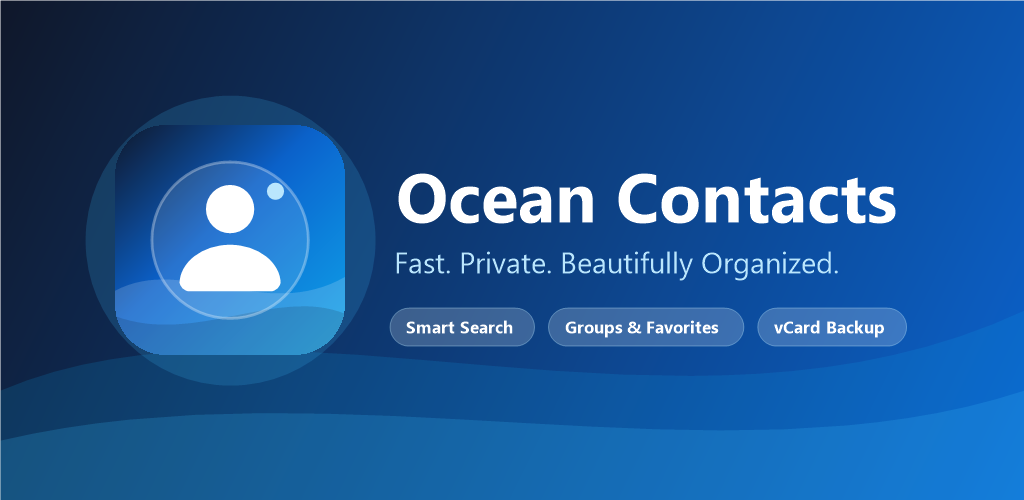 Ocean Contacts
Fast. Private. Beautifully Organized.
Smart Search
Groups & Favorites
vCard Backup